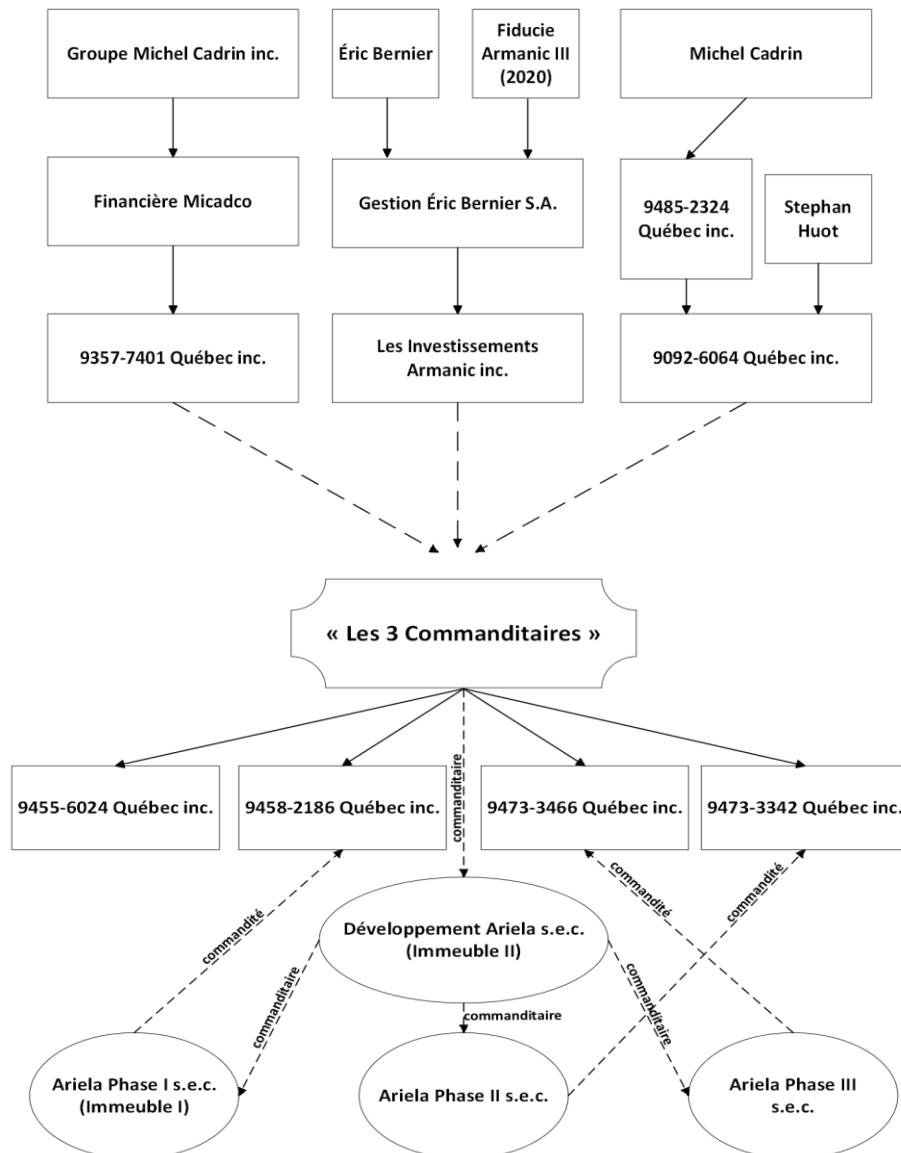 Groupe Michel Cadrin inc.
Éric Bernier
Fiducie
Armanic III
(2020)
Michel Cadrin
Financière Micadco
Gestion Éric Bernier S.A.
9485-2324
Québec inc.
Stephan
Huot
9357-7401 Québec inc.
Les Investissements
Armanic inc.
9092-6064 Québec inc.
« Les 3 Commanditaires »
9455-6024 Québec inc.
9458-2186 Québec inc.
commanditaire
9473-3466 Québec inc.
9473-3342 Québec inc.
commandité
commandité
commandité
Développement Ariela s.e.c.
(Immeuble II)
commanditaire
commanditaire
commanditaire
Ariela Phase I s.e.c.
(Immeuble I)
Ariela Phase II s.e.c.
Ariela Phase III
s.e.c.